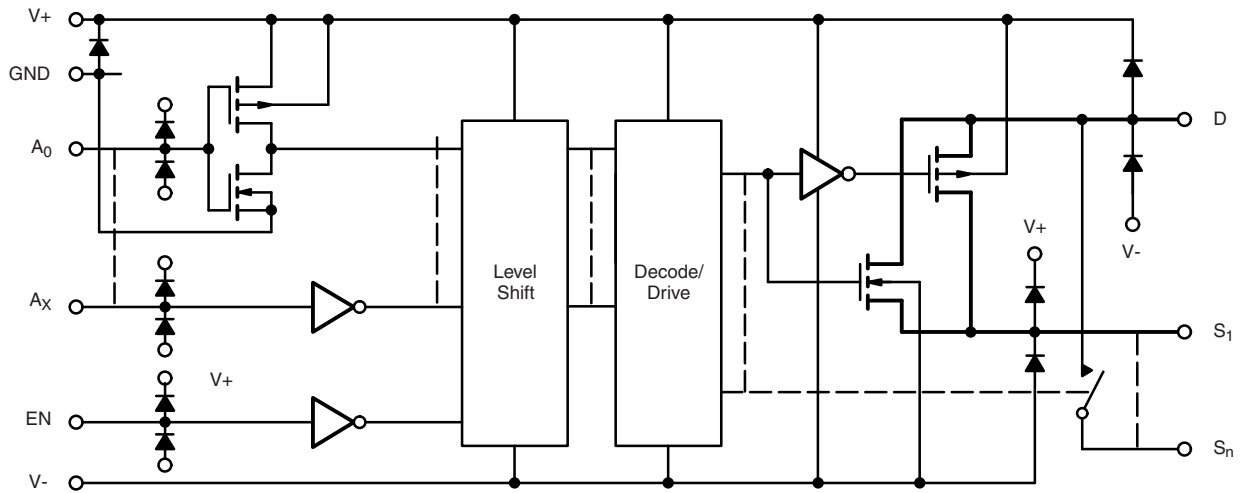 V+
GND
A0
AX
EN
V-
V+
Level
Shift
Decode/
Drive
V+
V-
D
S1
Sn